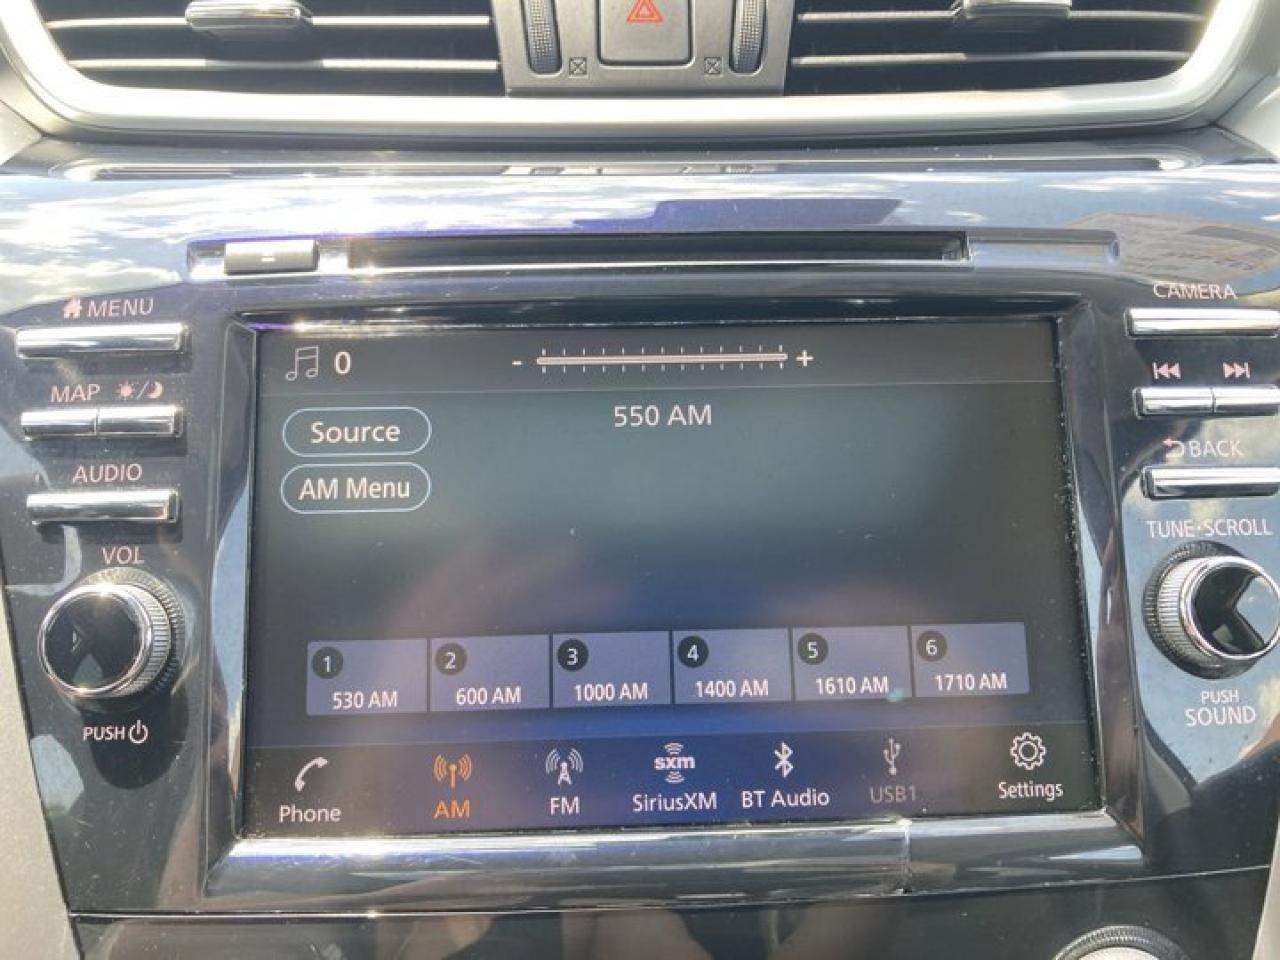 MENU
MAP
AUDIO
VOL
PUSH
CAMERA
BACK
TUNE·SCROLL
PUSH
SOUND
0
- +
550 AM
Source
AM Menu
1 2 3 4 5 6
530 AM 600 AM 1000 AM 1400 AM 1610 AM 1710 AM
sxm
Phone AM FM SiriusXM BT Audio USB1 Settings